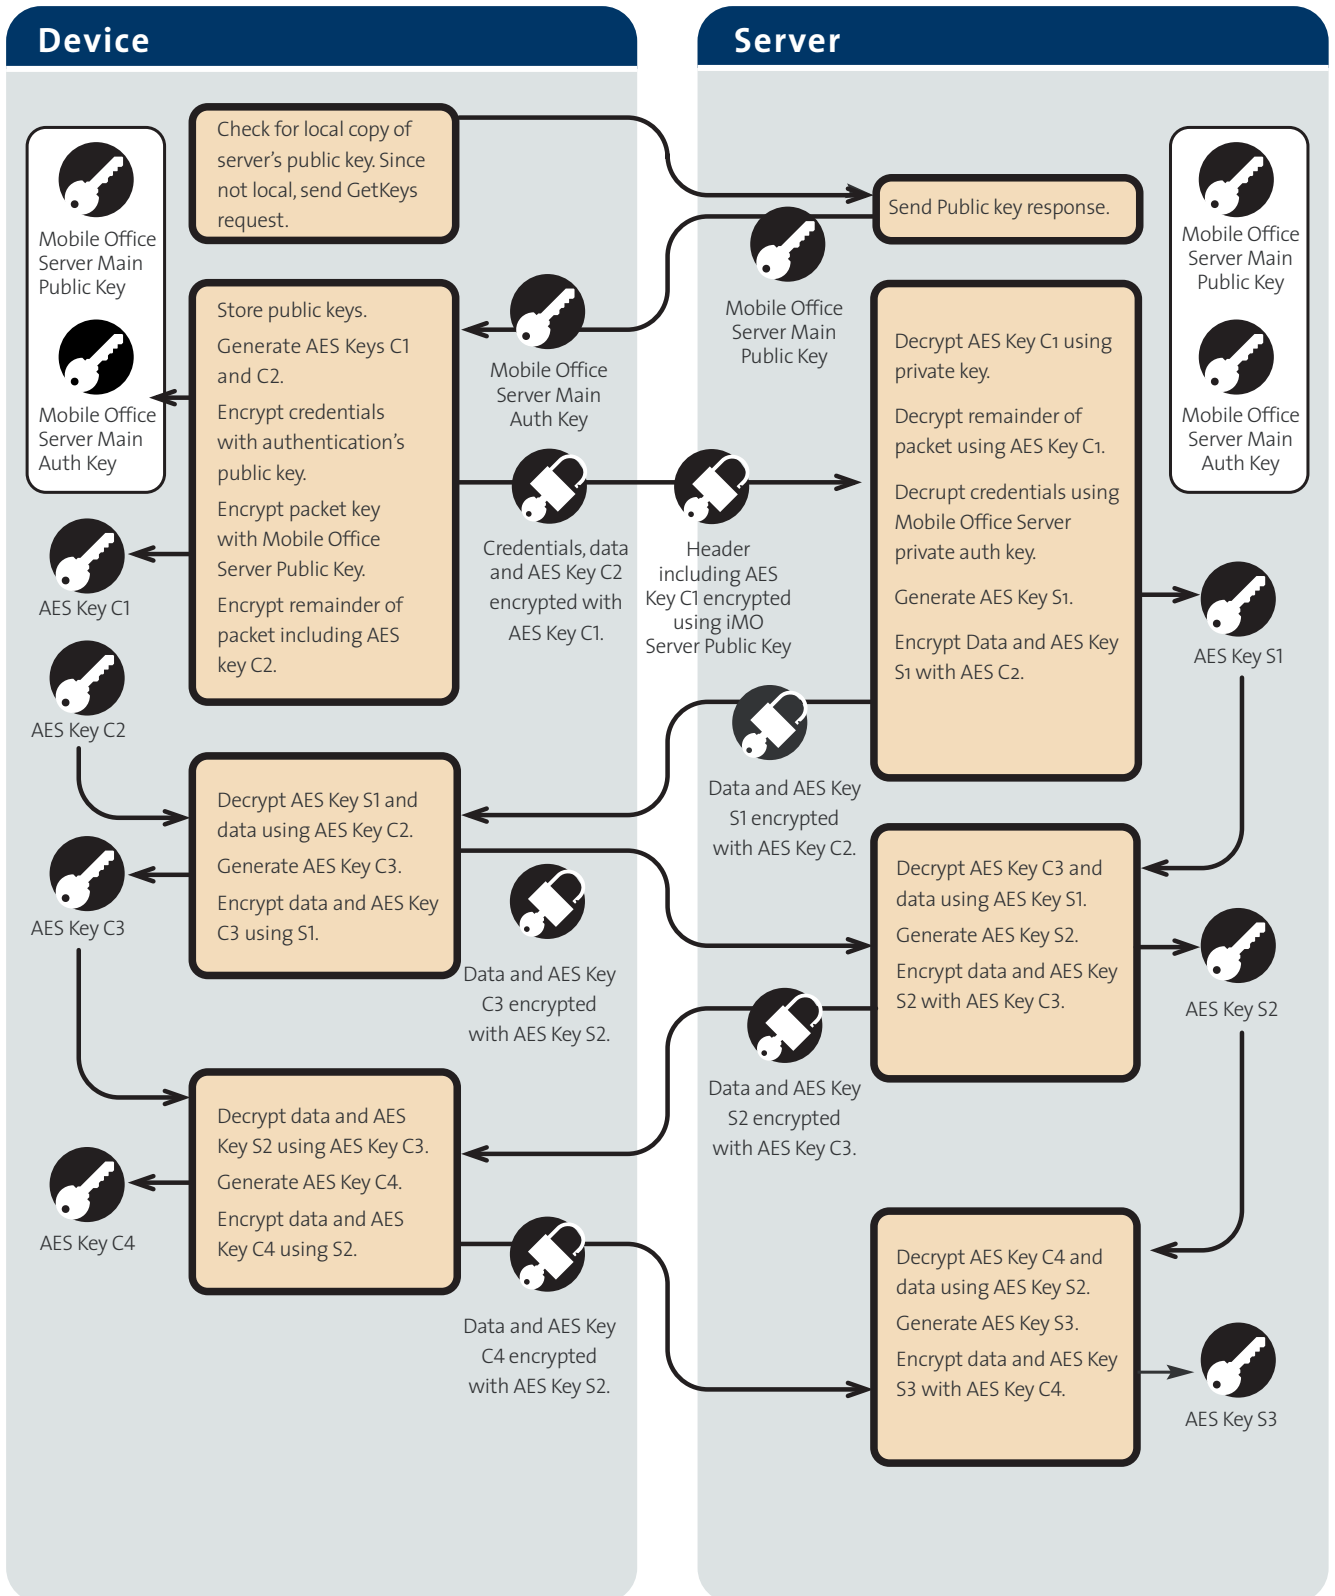 Device
Server
Check for local copy of
server's public key. Since
not local, send GetKeys
request.
Send Public key response.
Mobile Office
Server Main
Public Key
Mobile Office
Server Main
Auth Key
Mobile Office
Server Main
Public Key
Mobile Office
Server Main
Auth Key
Mobile Office
Server Main
Public Key
Mobile Office
Server Main
Auth Key
Store public keys.
Generate AES Keys C1
and C2.
Encrypt credentials
with authentication's
public key.
Encrypt packet key
with Mobile Office
Server Public Key.
Encrypt remainder of
packet including AES
key C2.
Decrypt AES Key C1 using
private key.
Decrypt remainder of
packet using AES Key C1.
Decrupt credentials using
Mobile Office Server
private auth key.
Generate AES Key S1.
Encrypt Data and AES Key
S1 with AES C2.
Credentials, data
and AES Key C2
encrypted with
AES Key C1.
Header
including AES
Key C1 encrypted
using iMO
Server Public Key
AES Key C1
AES Key C2
AES Key S1
Data and AES Key
S1 encrypted
with AES Key C2.
Decrypt AES Key S1 and
data using AES Key C2.
Generate AES Key C3.
Encrypt data and AES Key
C3 using S1.
AES Key C3
Data and AES Key
C3 encrypted
with AES Key S2.
Decrypt AES Key C3 and
data using AES Key S1.
Generate AES Key S2.
Encrypt data and AES Key
S2 with AES Key C3.
AES Key S2
Data and AES Key
S2 encrypted
with AES Key C3.
Decrypt data and AES
Key S2 using AES Key C3.
Generate AES Key C4.
Encrypt data and AES
Key C4 using S2.
AES Key C4
Data and AES Key
C4 encrypted
with AES Key S2.
Decrypt AES Key C4 and
data using AES Key S2.
Generate AES Key S3.
Encrypt data and AES Key
S3 with AES Key C4.
AES Key S3